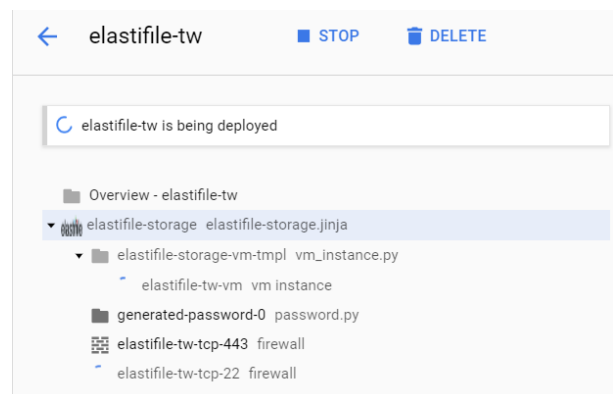 elastifile-tw STOP DELETE
elastifile-tw is being deployed
Overview - elastifile-tw
elastifile elastifile-storage elastifile-storage.jinja
elastifile-storage-vm-tmpl vm_instance.py
elastifile-tw-vm vm instance
generated-password-0 password.py
elastifile-tw-tcp-443 firewall
elastifile-tw-tcp-22 firewall